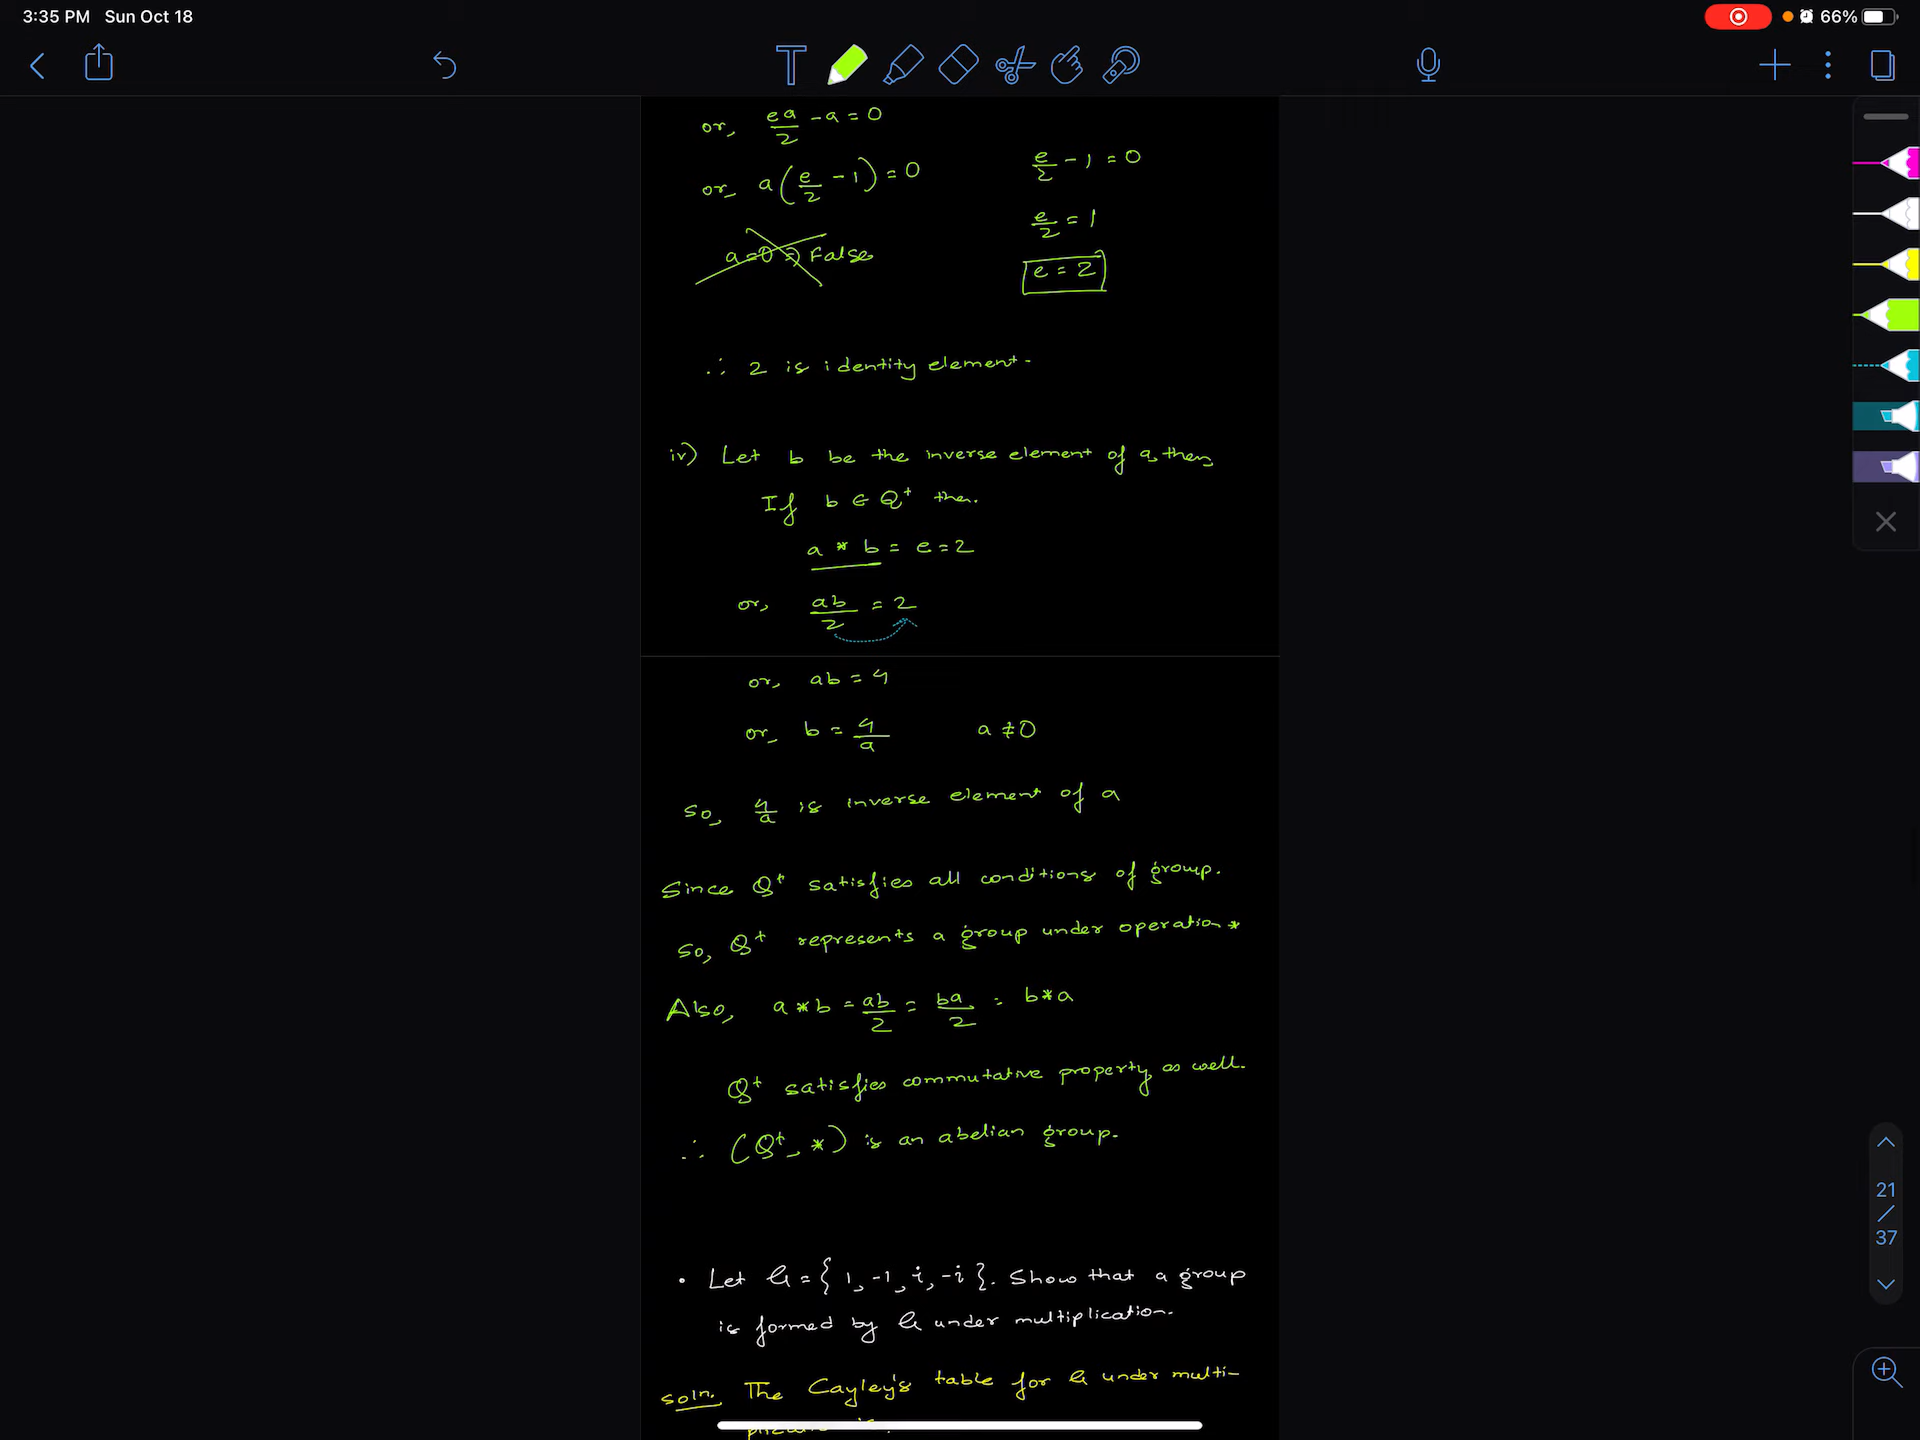 3:35 PM Sun Oct 18
66%
or, ea/2 - a = 0
or, a(e/2 - 1) = 0
a = 0 => False
e/2 - 1 = 0
e/2 = 1
e = 2
∴ 2 is identity element.
iv) Let b be the inverse element of a, then,
If b ∈ Q⁺ then.
a * b = e = 2
or, ab/2 = 2
or, ab = 4
or, b = 4/a a ≠ 0
so, 4/a is inverse element of a
Since Q⁺ satisfies all conditions of group.
so, Q⁺ represents a group under operation *
Also, a * b = ab/2 = ba/2 = b * a
Q⁺ satisfies commutative property as well.
∴ (Q⁺, *) is an abelian group.
• Let G = { 1, -1, i, -i }. Show that a group
is formed by G under multiplication.
soln. The Cayley's table for G under multi-
21
/
37